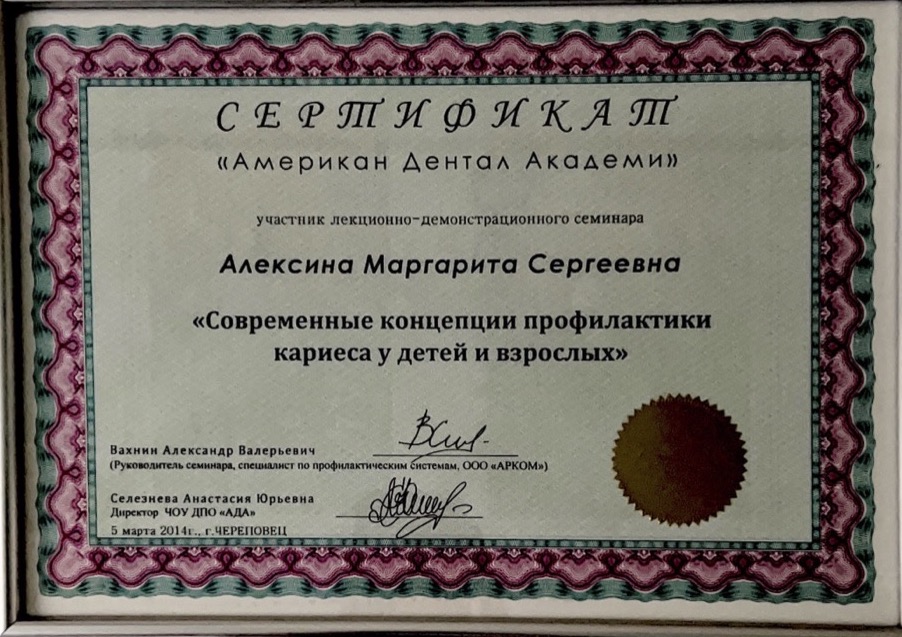 СЕРТИФИКАТ
«Американ Дентал Академи»
участник лекционно-демонстрационного семинара
Алексина Маргарита Сергеевна
«Современные концепции профилактики
кариеса у детей и взрослых»
Вахнин Александр Валерьевич
(Руководитель семинара, специалист по профилактическим системам, ООО «АРКОМ»)
Селезнева Анастасия Юрьевна
Директор ЧОУ ДПО «АДА»
5 марта 2014г., г.ЧЕРЕПОВЕЦ